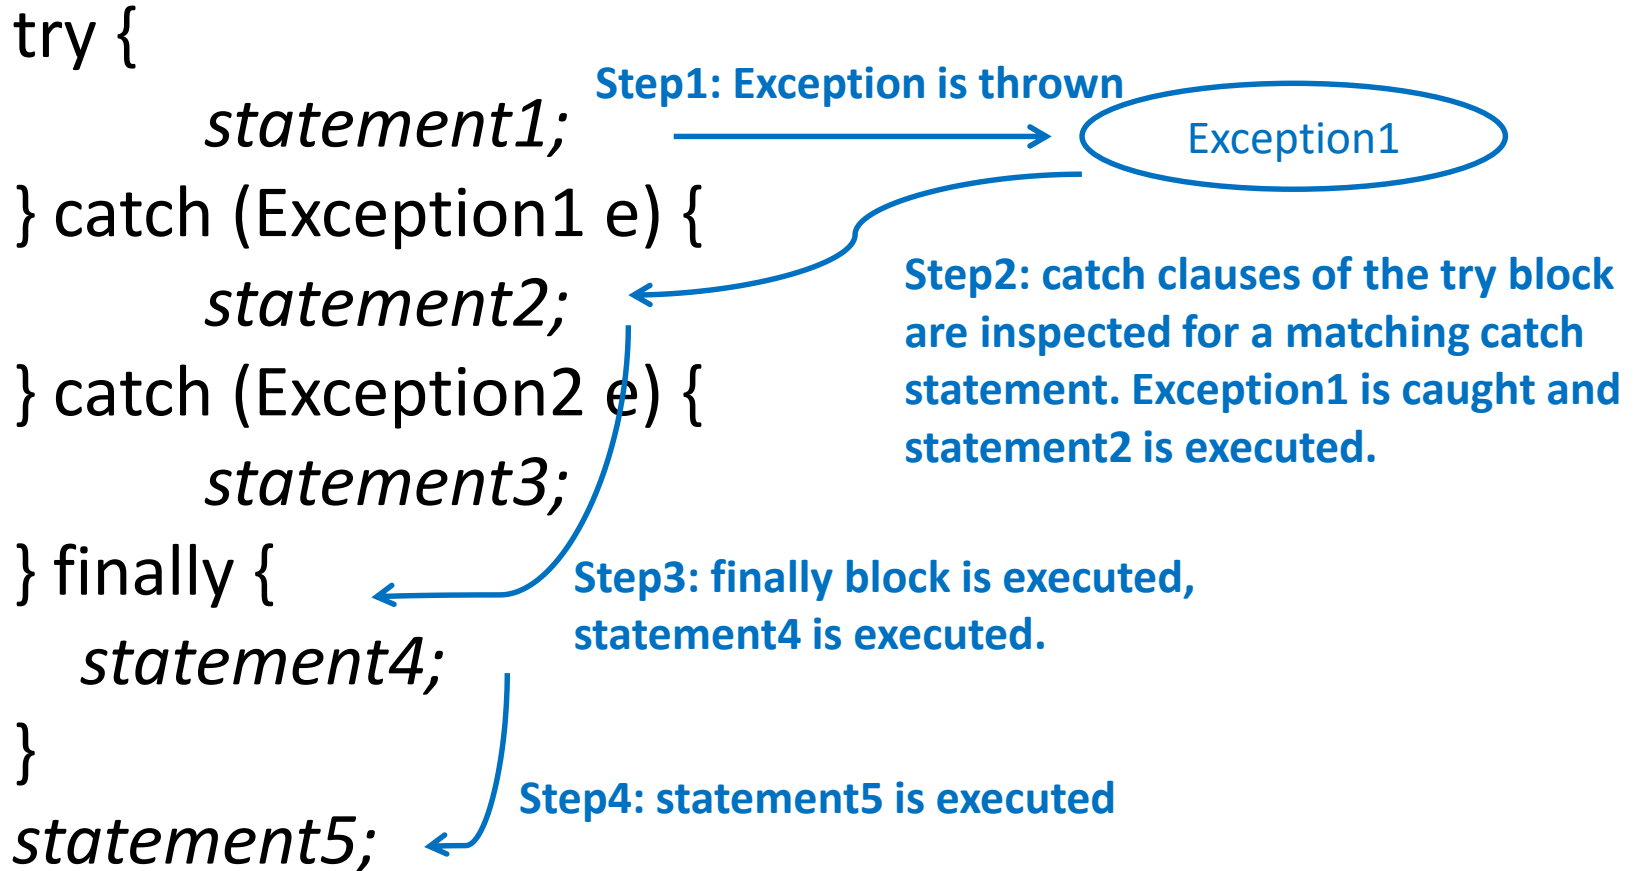 try {
Step1: Exception is thrown
statement1;
Exception1
} catch (Exception1 e) {
statement2;
Step2: catch clauses of the try block
are inspected for a matching catch
statement. Exception1 is caught and
statement2 is executed.
} catch (Exception2 e) {
statement3;
} finally {
Step3: finally block is executed,
statement4 is executed.
statement4;
}
Step4: statement5 is executed
statement5;